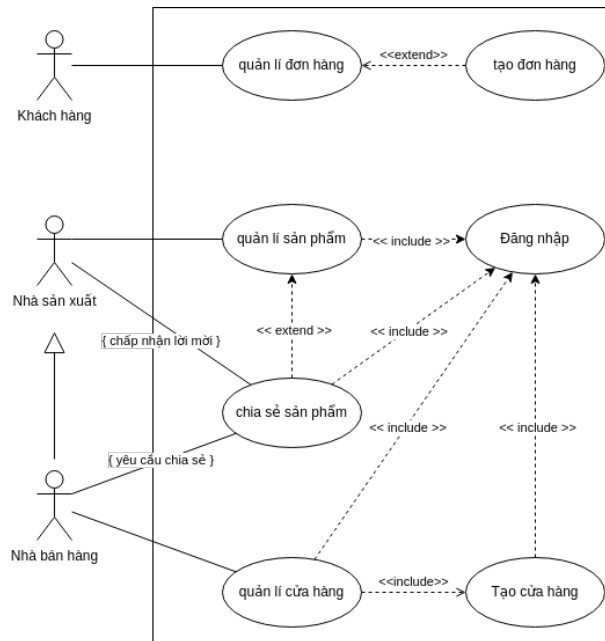 quản lí đơn hàng
<<extend>>
tạo đơn hàng
Khách hàng
quản lí sản phẩm
<< include >>
Đăng nhập
Nhà sản xuất
{ chấp nhận lời mời }
<< extend >>
<< include >>
chia sẻ sản phẩm
<< include >>
<< include >>
{ yêu cầu chia sẻ }
Nhà bán hàng
quản lí cửa hàng
<<include>>
Tạo cửa hàng